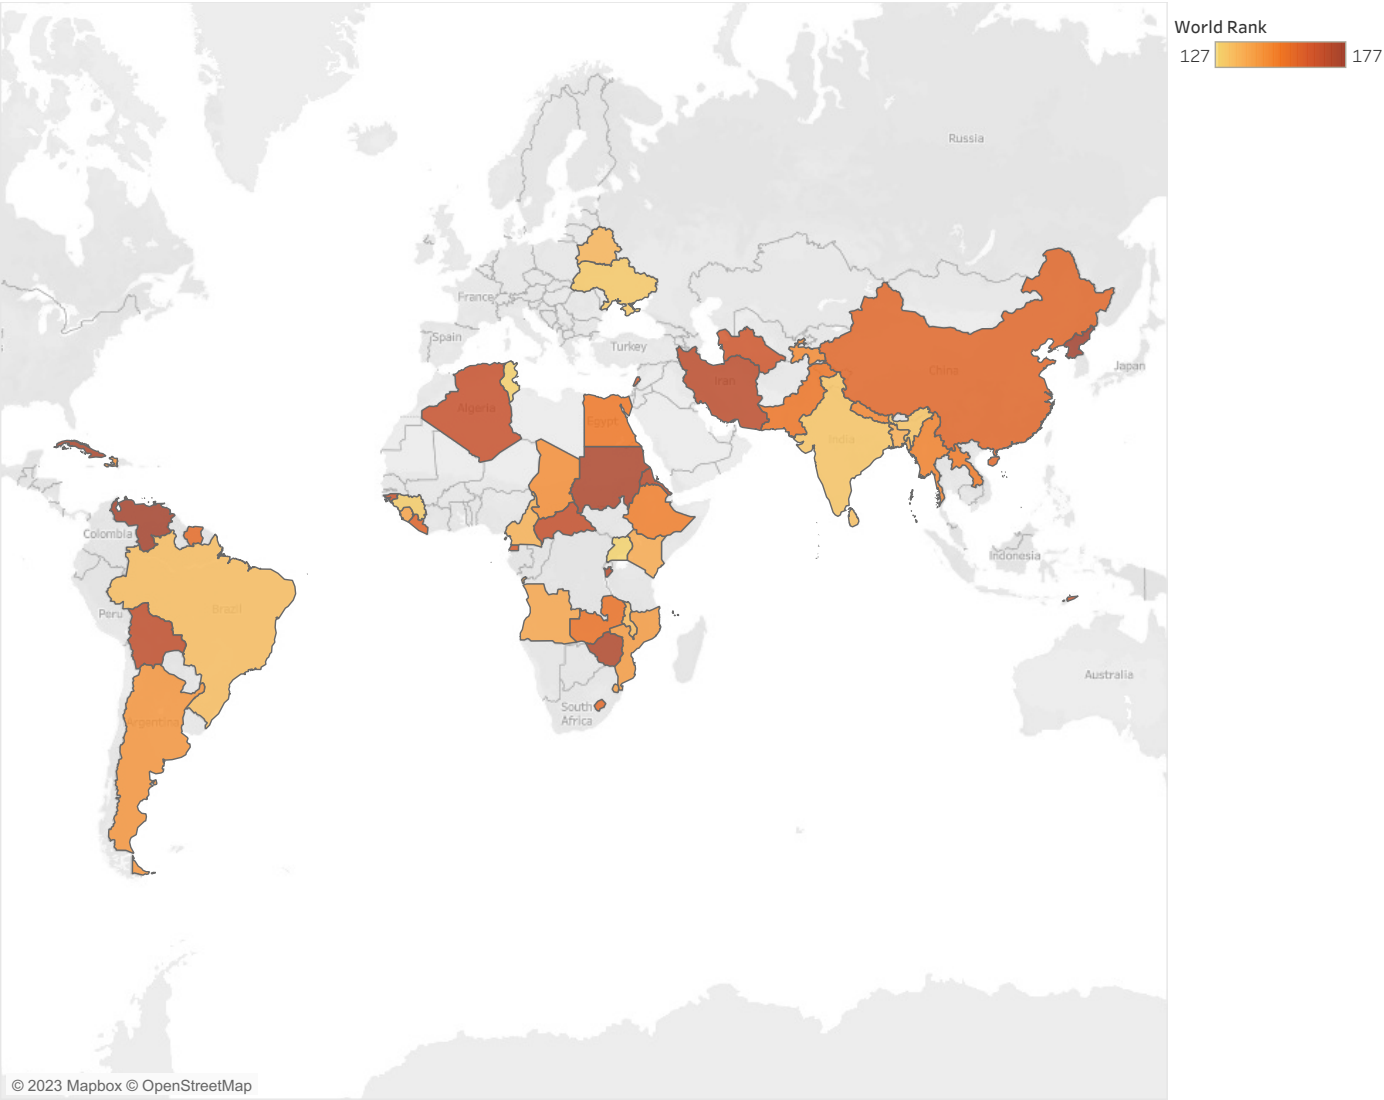 World Rank
127
177
Russia
France
Spain
Turkey
Iran
China
Japan
Algeria
Egypt
India
Colombia
Indonesia
Peru
Brazil
Argentina
South
Africa
Australia
© 2023 Mapbox © OpenStreetMap